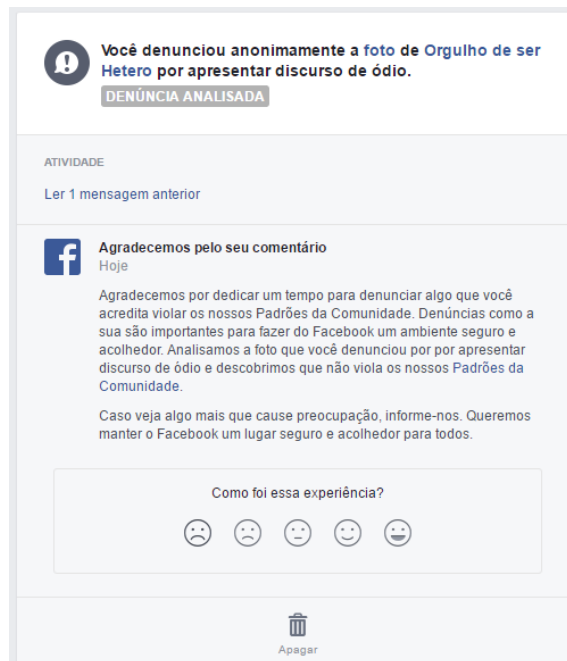 Você denunciou anonimamente a foto de Orgulho de ser
Hetero por apresentar discurso de ódio.
DENÚNCIA ANALISADA
ATIVIDADE
Ler 1 mensagem anterior
Agradecemos pelo seu comentário
Hoje
Agradecemos por dedicar um tempo para denunciar algo que você
acredita violar os nossos Padrões da Comunidade. Denúncias como a
sua são importantes para fazer do Facebook um ambiente seguro e
acolhedor. Analisamos a foto que você denunciou por por apresentar
discurso de ódio e descobrimos que não viola os nossos Padrões da
Comunidade.
Caso veja algo mais que cause preocupação, informe-nos. Queremos
manter o Facebook um lugar seguro e acolhedor para todos.
Como foi essa experiência?
Apagar